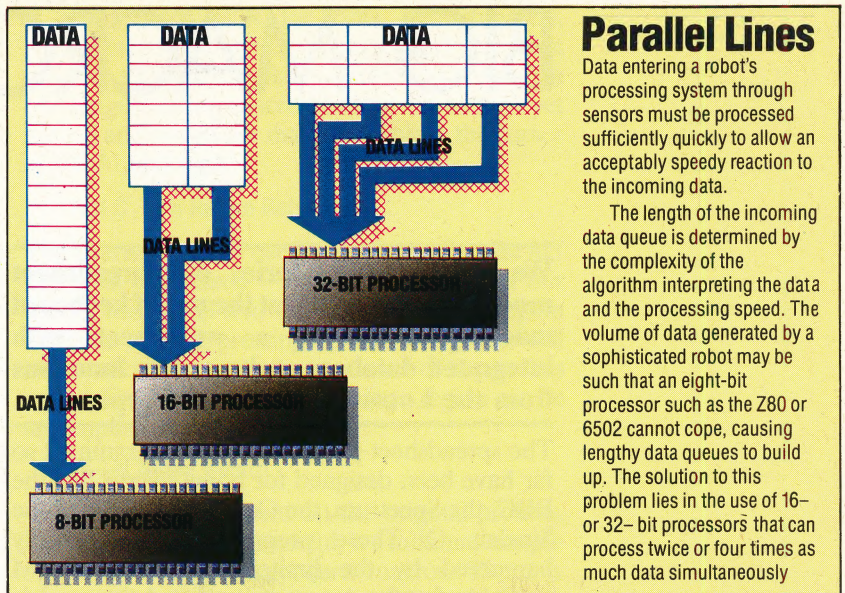 DATA
DATA
DATA
DATA LINES
DATA LINES
DATA LINES
32-BIT PROCESSOR
16-BIT PROCESSOR
8-BIT PROCESSOR
Parallel Lines
Data entering a robot's
processing system through
sensors must be processed
sufficiently quickly to allow an
acceptably speedy reaction to
the incoming data.
The length of the incoming
data queue is determined by
the complexity of the
algorithm interpreting the data
and the processing speed. The
volume of data generated by a
sophisticated robot may be
such that an eight-bit
processor such as the Z80 or
6502 cannot cope, causing
lengthy data queues to build
up. The solution to this
problem lies in the use of 16–
or 32– bit processors that can
process twice or four times as
much data simultaneously